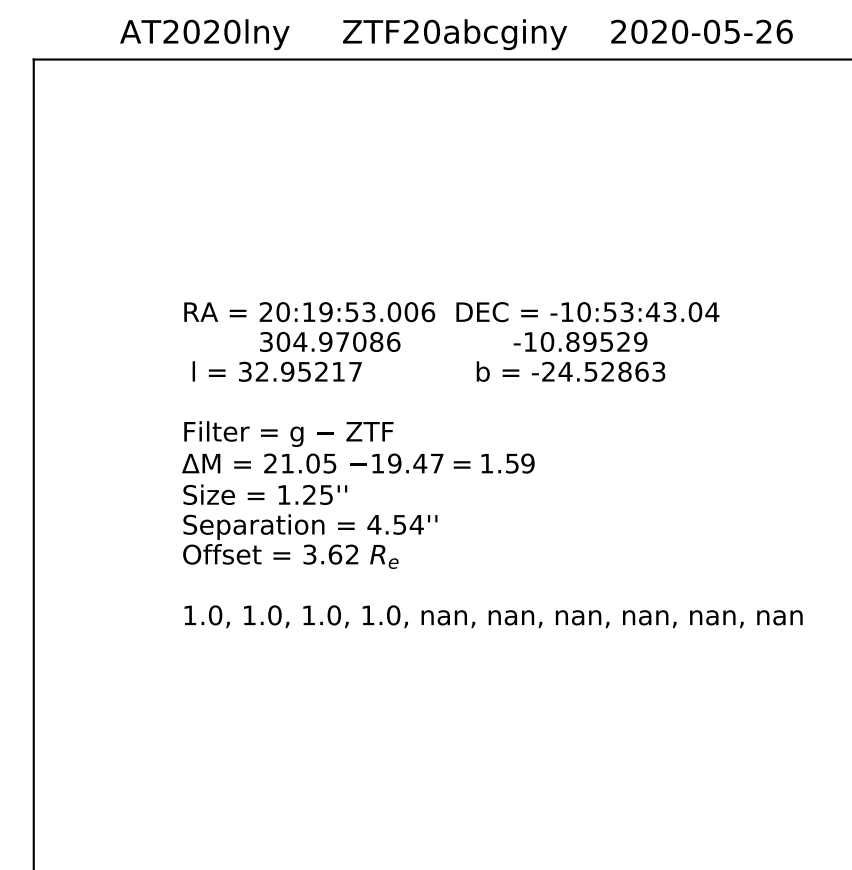 AT2020lny ZTF20abcginy 2020-05-26
RA = 20:19:53.006 DEC = -10:53:43.04
304.97086 -10.89529
l = 32.95217 b = -24.52863
Filter = g − ZTF
ΔM = 21.05 −19.47 = 1.59
Size = 1.25''
Separation = 4.54''
Offset = 3.62 Rₑ
1.0, 1.0, 1.0, 1.0, nan, nan, nan, nan, nan, nan